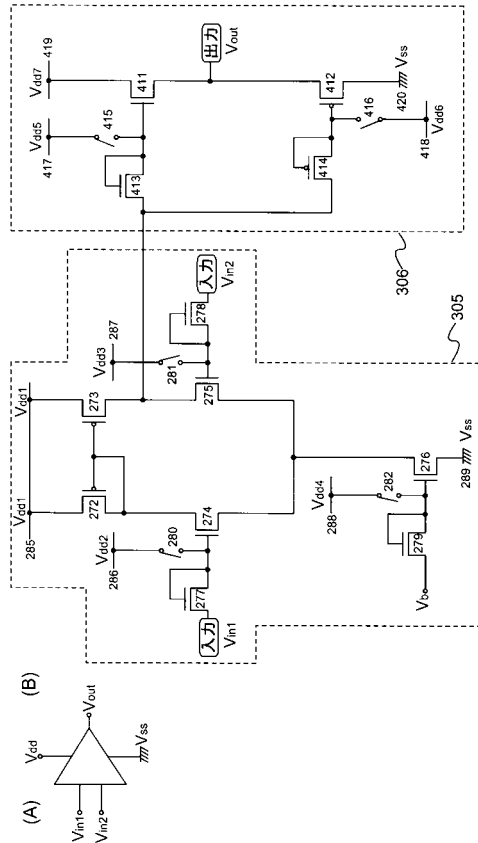 (A)
Vdd
Vin1
Vin2
Vout
Vss
(B)
305
Vdd1
Vdd1
285
272
273
Vdd2
286
280
274
277
入力
Vin1
Vdd3
287
281
275
278
入力
Vin2
Vdd4
288
282
279
276
Vb
Vss
289
306
Vdd5
417
415
Vdd7
419
411
413
出力
Vout
412
414
416
420
Vss
418
Vdd6